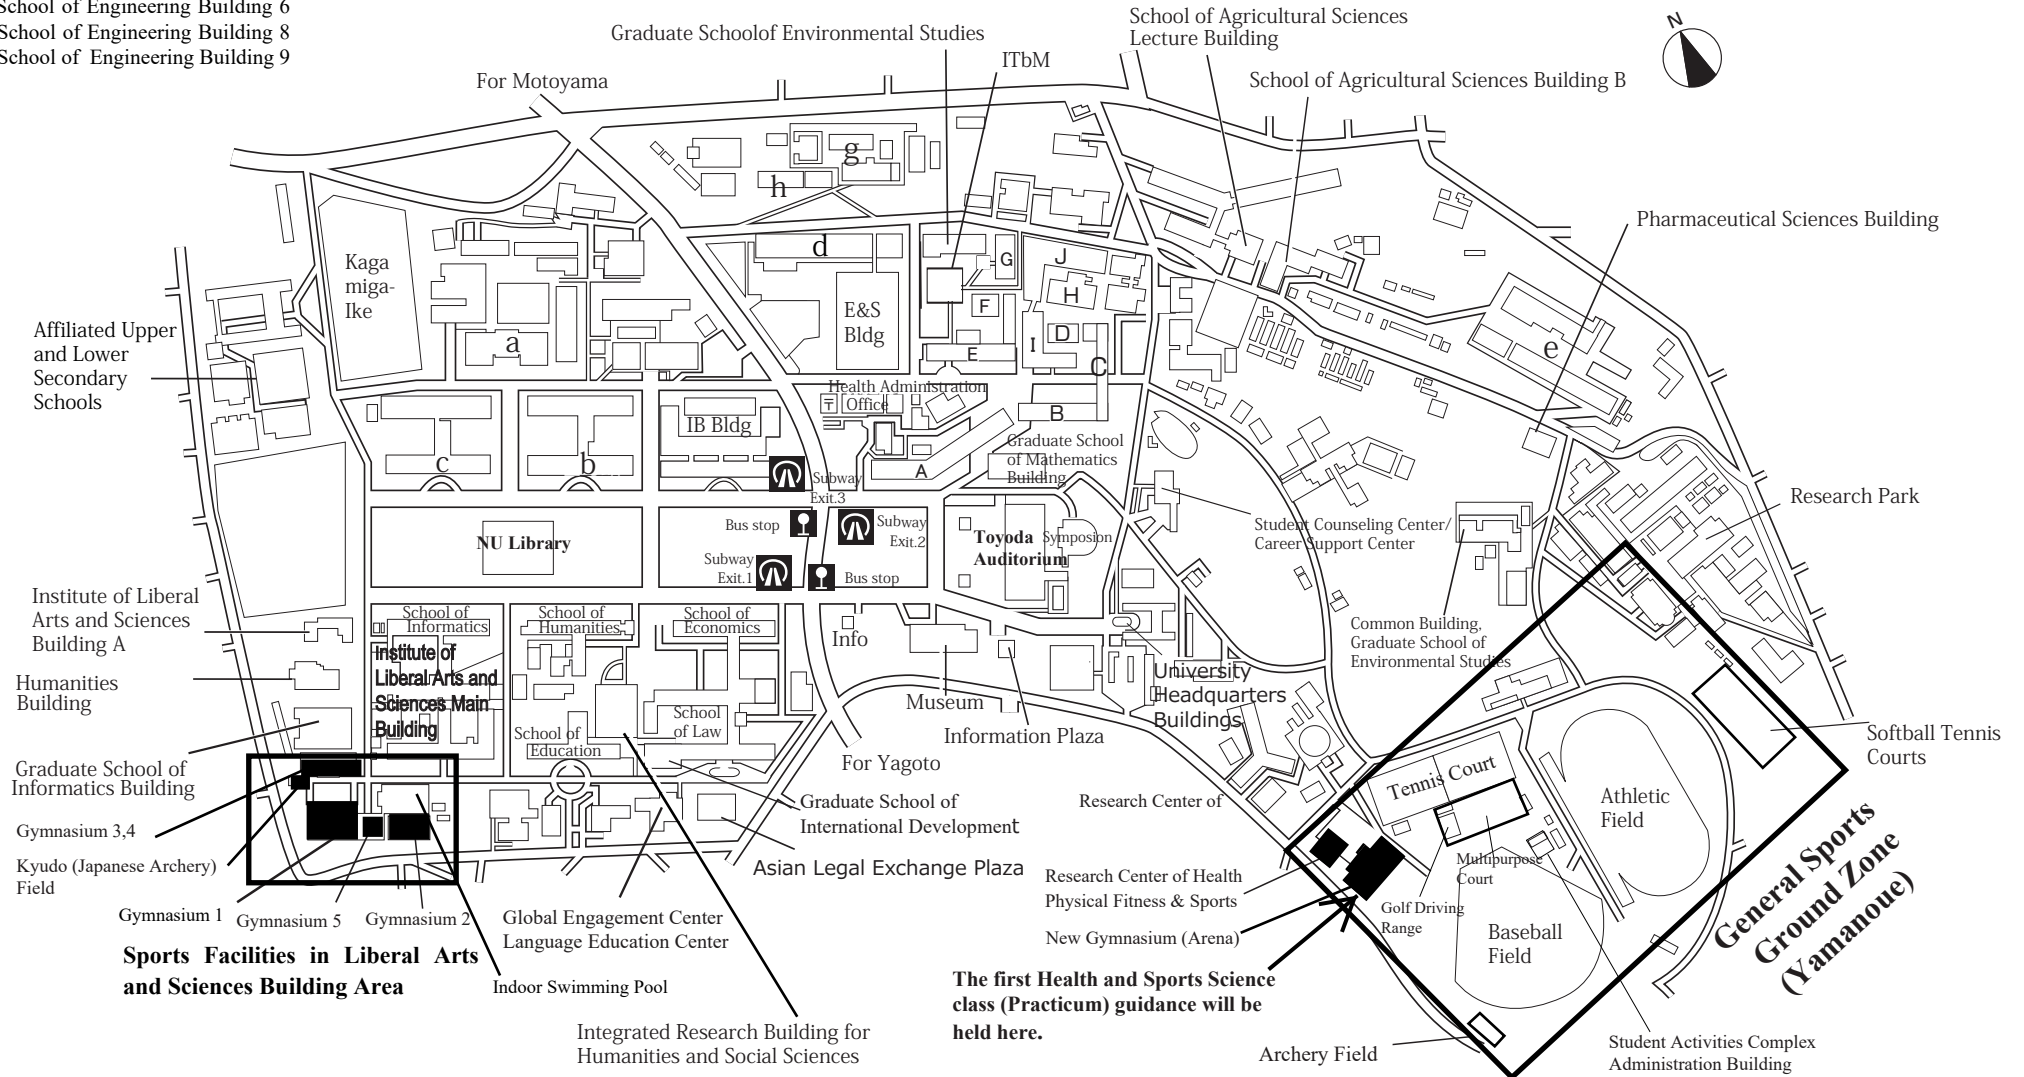 School of Engineering Building 6
School of Engineering Building 8
School of Engineering Building 9
Graduate Schoolof Environmental Studies
School of Agricultural Sciences
Lecture Building
N
ITbM
For Motoyama
School of Agricultural Sciences Building B
g
h
Pharmaceutical Sciences Building
d
Kaga
miga-
Ike
G
J
H
F
E&S
Bldg
Affiliated Upper
and Lower
Secondary
Schools
a
D
I
E
C
e
Health Administration
〒 Office
B
IB Bldg
Graduate School
of Mathematics
Building
c
b
A
Subway
Exit.3
Research Park
Bus stop
Subway
Exit.2
Student Counseling Center/
Career Support Center
NU Library
Toyoda
Auditorium
Symposion
Subway
Exit.1
Bus stop
Institute of Liberal
Arts and Sciences
Building A
School of
Informatics
School of
Humanities
School of
Economics
Info
Common Building,
Graduate School of
Environmental Studies
Institute of
Liberal Arts and
Sciences Main
Building
University
Headquarters
Buildings
Humanities
Building
Museum
School
of Law
School of
Education
Information Plaza
Softball Tennis
Courts
Graduate School of
Informatics Building
For Yagoto
Tennis Court
Graduate School of
International Development
Research Center of
Athletic
Field
Gymnasium 3,4
Kyudo (Japanese Archery)
Field
Asian Legal Exchange Plaza
Multipurpose
Court
Research Center of Health
Physical Fitness & Sports
General Sports
Ground Zone
(Yamanoue)
Gymnasium 1
Gymnasium 5
Gymnasium 2
Global Engagement Center
Language Education Center
Golf Driving
Range
New Gymnasium (Arena)
Baseball
Field
Sports Facilities in Liberal Arts
and Sciences Building Area
Indoor Swimming Pool
The first Health and Sports Science
class (Practicum) guidance will be
held here.
Integrated Research Building for
Humanities and Social Sciences
Archery Field
Student Activities Complex
Administration Building